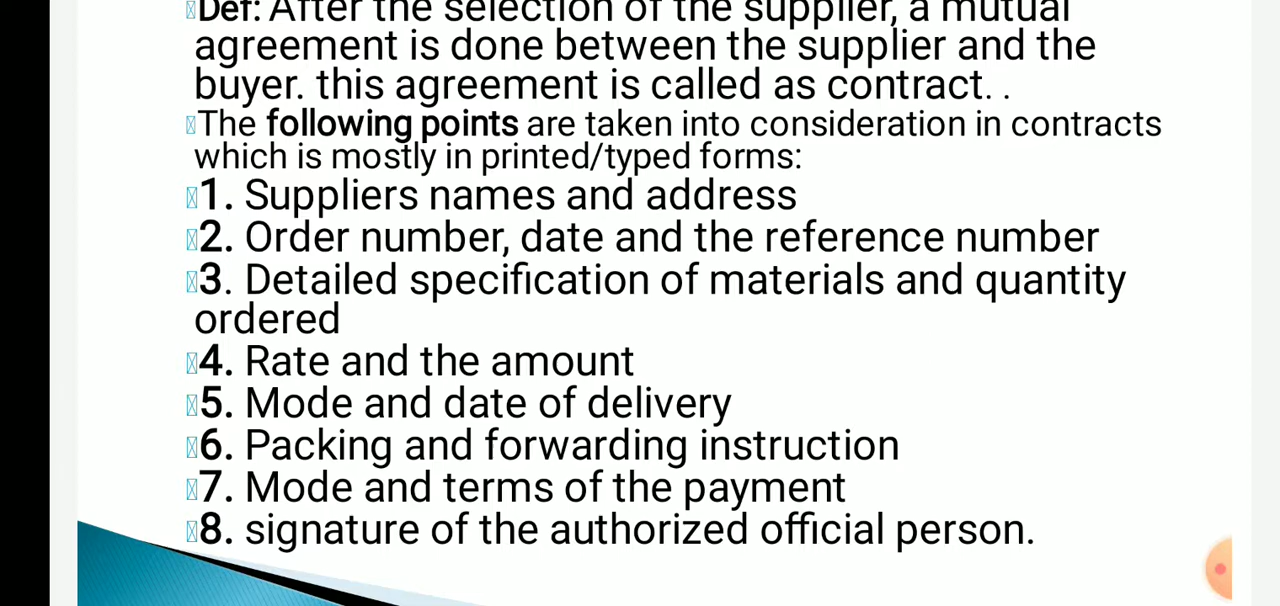 Def: After the selection of the supplier, a mutual
agreement is done between the supplier and the
buyer. this agreement is called as contract. .
The following points are taken into consideration in contracts
which is mostly in printed/typed forms:
1. Suppliers names and address
2. Order number, date and the reference number
3. Detailed specification of materials and quantity
ordered
4. Rate and the amount
5. Mode and date of delivery
6. Packing and forwarding instruction
7. Mode and terms of the payment
8. signature of the authorized official person.